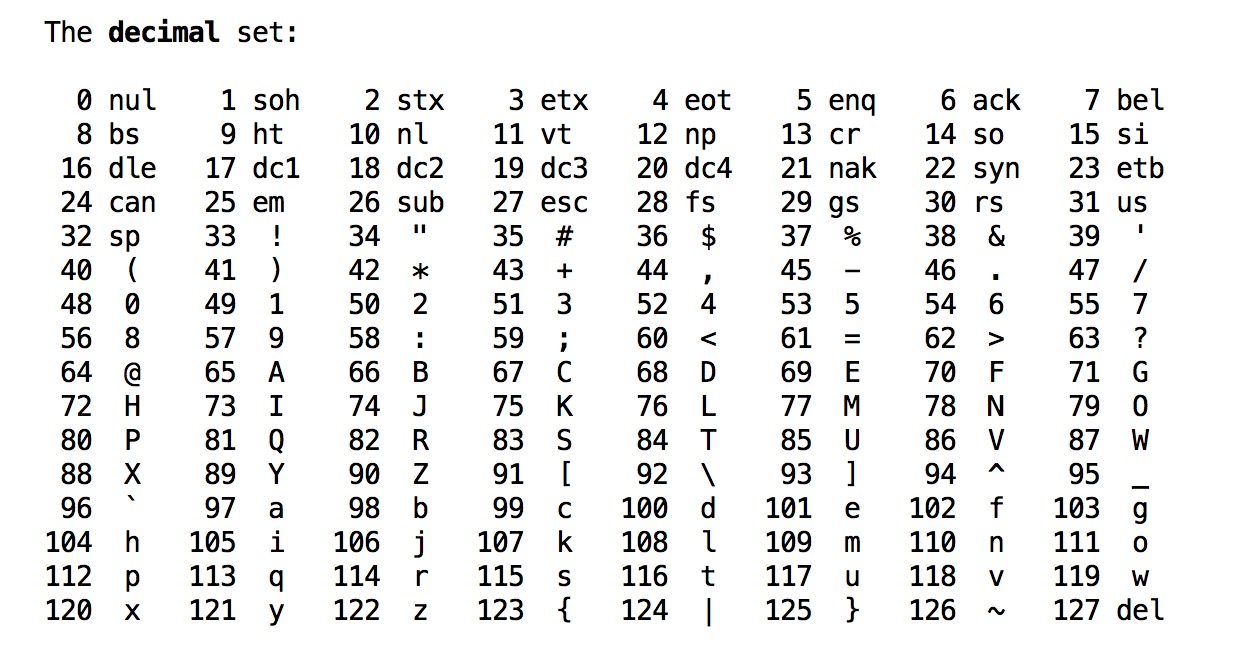 The decimal set:
0 nul 1 soh 2 stx 3 etx 4 eot 5 enq 6 ack 7 bel
8 bs 9 ht 10 nl 11 vt 12 np 13 cr 14 so 15 si
16 dle 17 dc1 18 dc2 19 dc3 20 dc4 21 nak 22 syn 23 etb
24 can 25 em 26 sub 27 esc 28 fs 29 gs 30 rs 31 us
32 sp 33 ! 34 " 35 # 36 $ 37 % 38 & 39 '
40 ( 41 ) 42 * 43 + 44 , 45 - 46 . 47 /
48 0 49 1 50 2 51 3 52 4 53 5 54 6 55 7
56 8 57 9 58 : 59 ; 60 < 61 = 62 > 63 ?
64 @ 65 A 66 B 67 C 68 D 69 E 70 F 71 G
72 H 73 I 74 J 75 K 76 L 77 M 78 N 79 O
80 P 81 Q 82 R 83 S 84 T 85 U 86 V 87 W
88 X 89 Y 90 Z 91 [ 92 \ 93 ] 94 ^ 95 _
96 ` 97 a 98 b 99 c 100 d 101 e 102 f 103 g
104 h 105 i 106 j 107 k 108 l 109 m 110 n 111 o
112 p 113 q 114 r 115 s 116 t 117 u 118 v 119 w
120 x 121 y 122 z 123 { 124 | 125 } 126 ~ 127 del